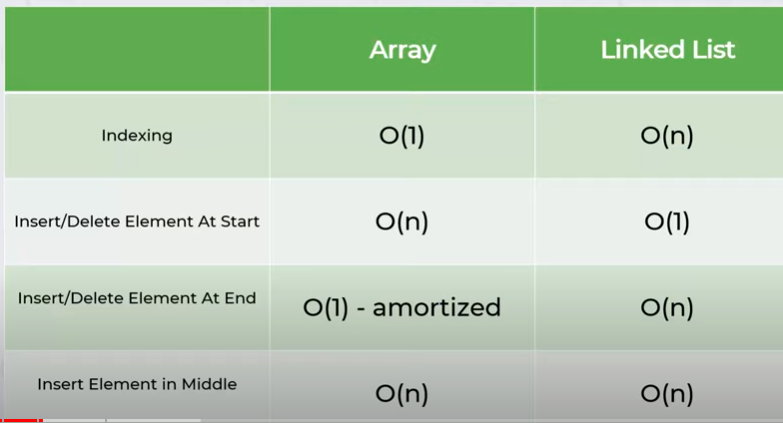 Array Linked List
Indexing O(1) O(n)
Insert/Delete Element At Start O(n) O(1)
Insert/Delete Element At End O(1) - amortized O(n)
Insert Element in Middle O(n) O(n)